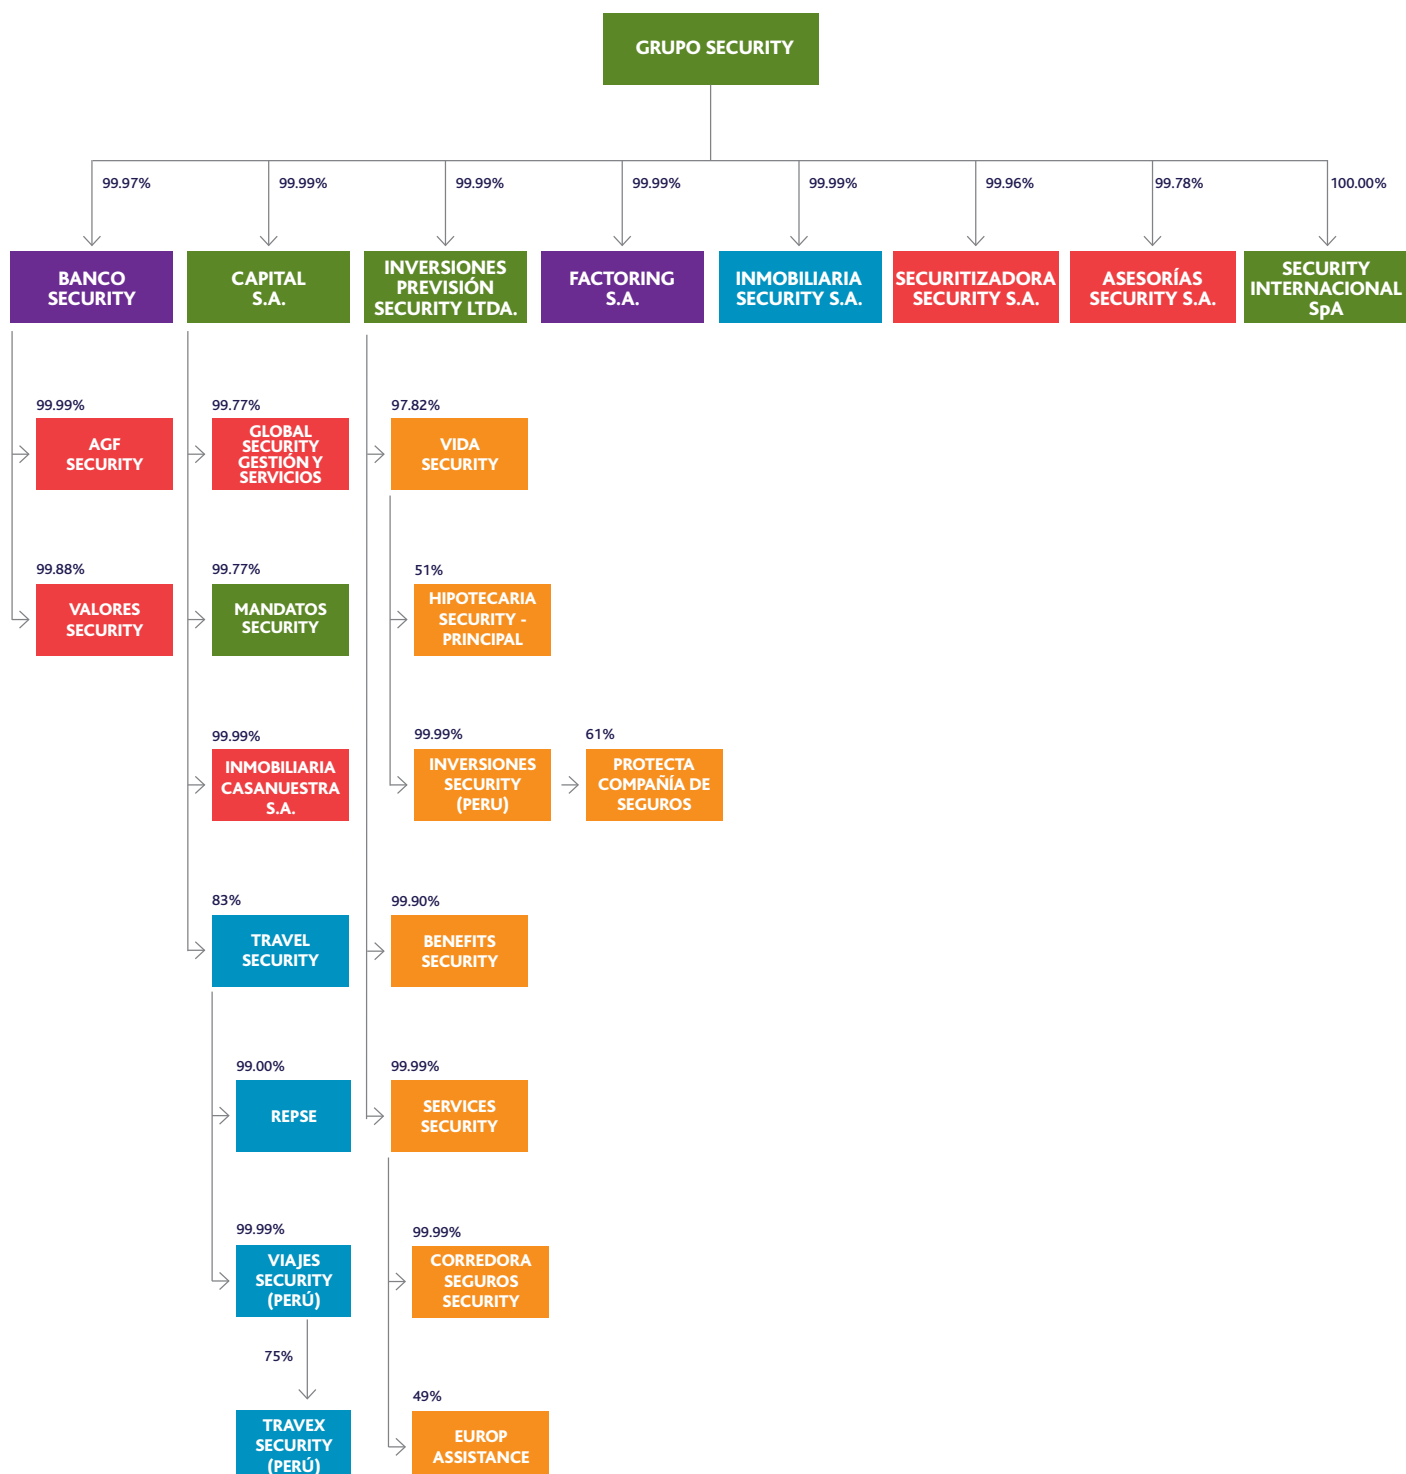 GRUPO SECURITY
99.97%
99.99%
99.99%
99.99%
99.99%
99.96%
99.78%
100.00%
BANCO
SECURITY
CAPITAL
S.A.
INVERSIONES
PREVISIÓN
SECURITY LTDA.
FACTORING
S.A.
INMOBILIARIA
SECURITY S.A.
SECURITIZADORA
SECURITY S.A.
ASESORÍAS
SECURITY S.A.
SECURITY
INTERNACIONAL
SpA
99.99%
AGF
SECURITY
99.77%
GLOBAL
SECURITY
GESTIÓN Y
SERVICIOS
97.82%
VIDA
SECURITY
99.88%
VALORES
SECURITY
99.77%
MANDATOS
SECURITY
51%
HIPOTECARIA
SECURITY -
PRINCIPAL
99.99%
INMOBILIARIA
CASANUESTRA
S.A.
99.99%
INVERSIONES
SECURITY
(PERU)
61%
PROTECTA
COMPAÑÍA DE
SEGUROS
83%
TRAVEL
SECURITY
99.90%
BENEFITS
SECURITY
99.00%
REPSE
99.99%
SERVICES
SECURITY
99.99%
VIAJES
SECURITY
(PERÚ)
99.99%
CORREDORA
SEGUROS
SECURITY
75%
TRAVEX
SECURITY
(PERÚ)
49%
EUROP
ASSISTANCE